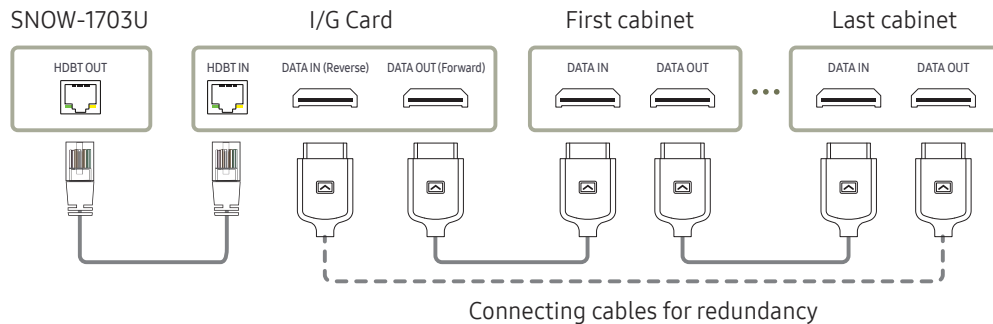 SNOW-1703U I/G Card First cabinet Last cabinet
HDBT OUT HDBT IN DATA IN (Reverse) DATA OUT (Forward) DATA IN DATA OUT DATA IN DATA OUT
Connecting cables for redundancy